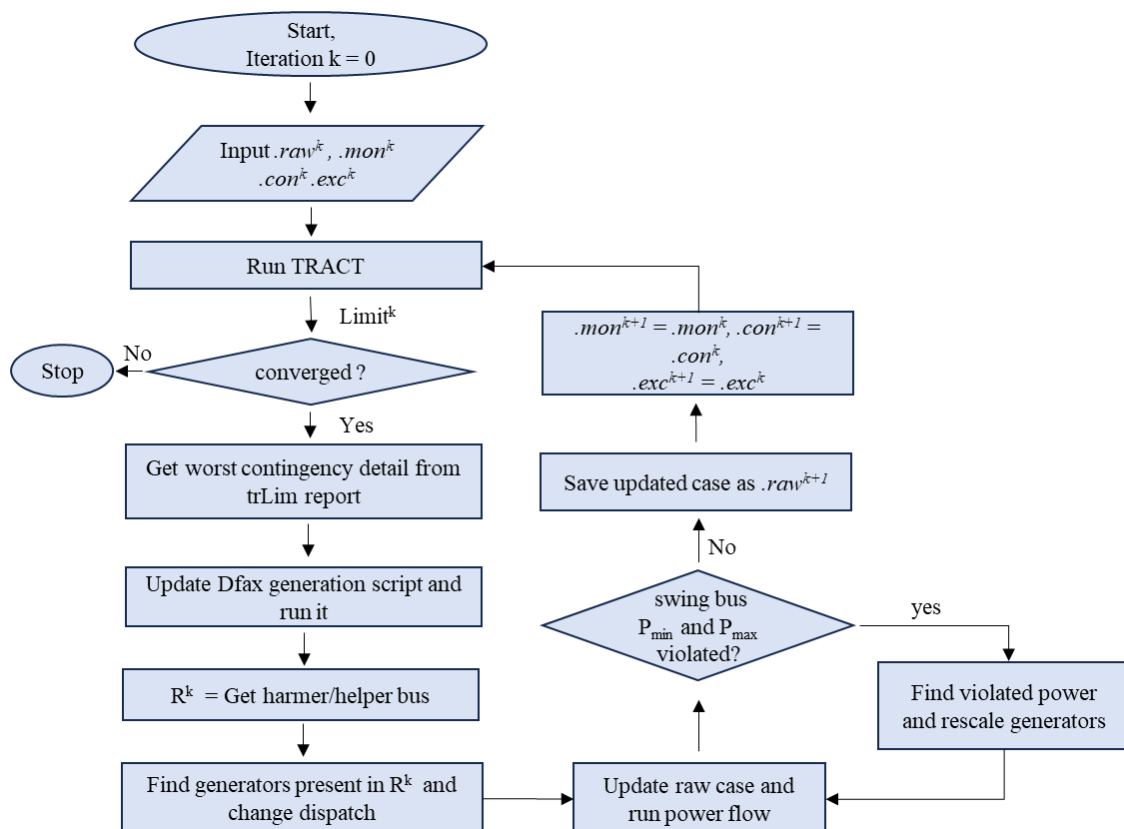 Start,
Iteration k = 0
Input .raw^k , .mon^k
.con^k .exc^k
Run TRACT
Limit^k
converged ?
No
Stop
Yes
Get worst contingency detail from
trLim report
Update Dfax generation script and
run it
R^k = Get harmer/helper bus
Find generators present in R^k and
change dispatch
Update raw case and
run power flow
swing bus
P_min and P_max
violated?
yes
Find violated power
and rescale generators
No
Save updated case as .raw^k+1
.mon^k+1 = .mon^k, .con^k+1 =
.con^k,
.exc^k+1 = .exc^k